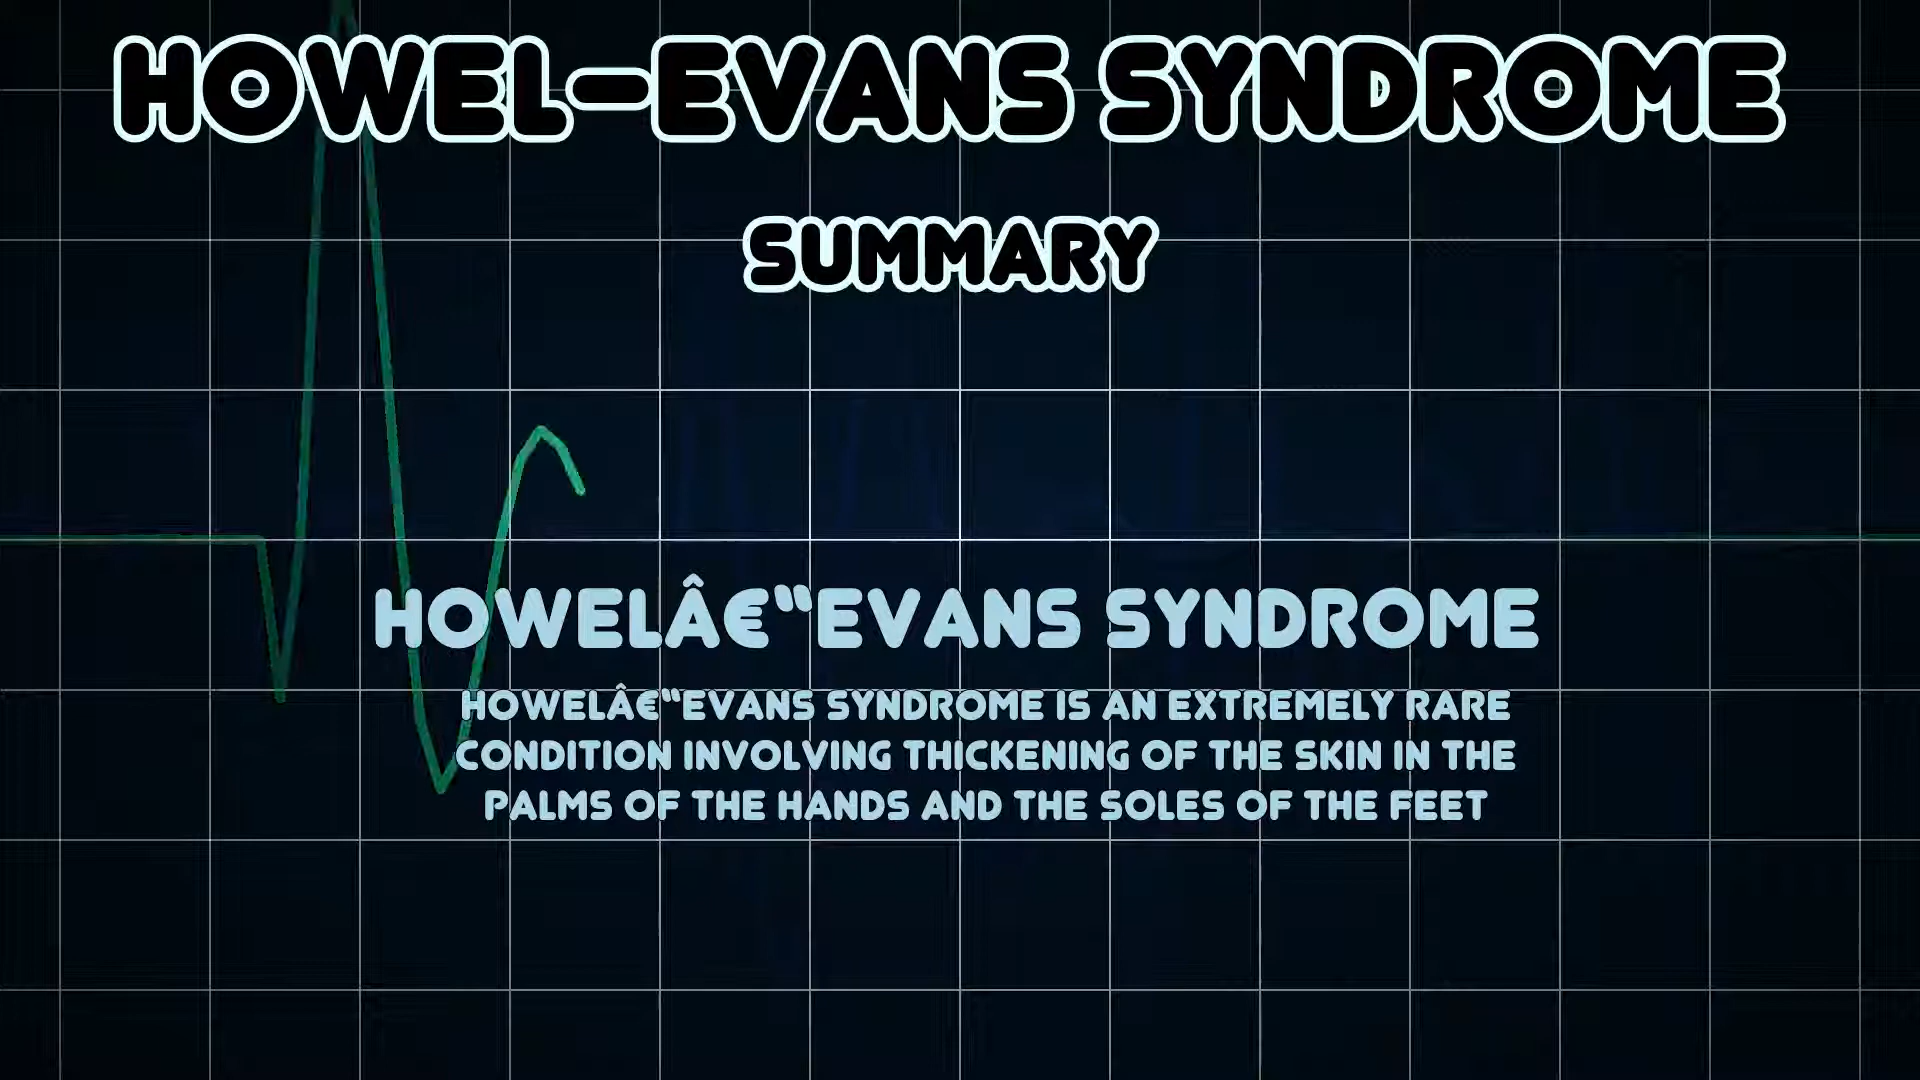 HOWEL–EVANS SYNDROME
SUMMARY
HOWELÂ€“EVANS SYNDROME
HOWELÂ€“EVANS SYNDROME IS AN EXTREMELY RARE
CONDITION INVOLVING THICKENING OF THE SKIN IN THE
PALMS OF THE HANDS AND THE SOLES OF THE FEET